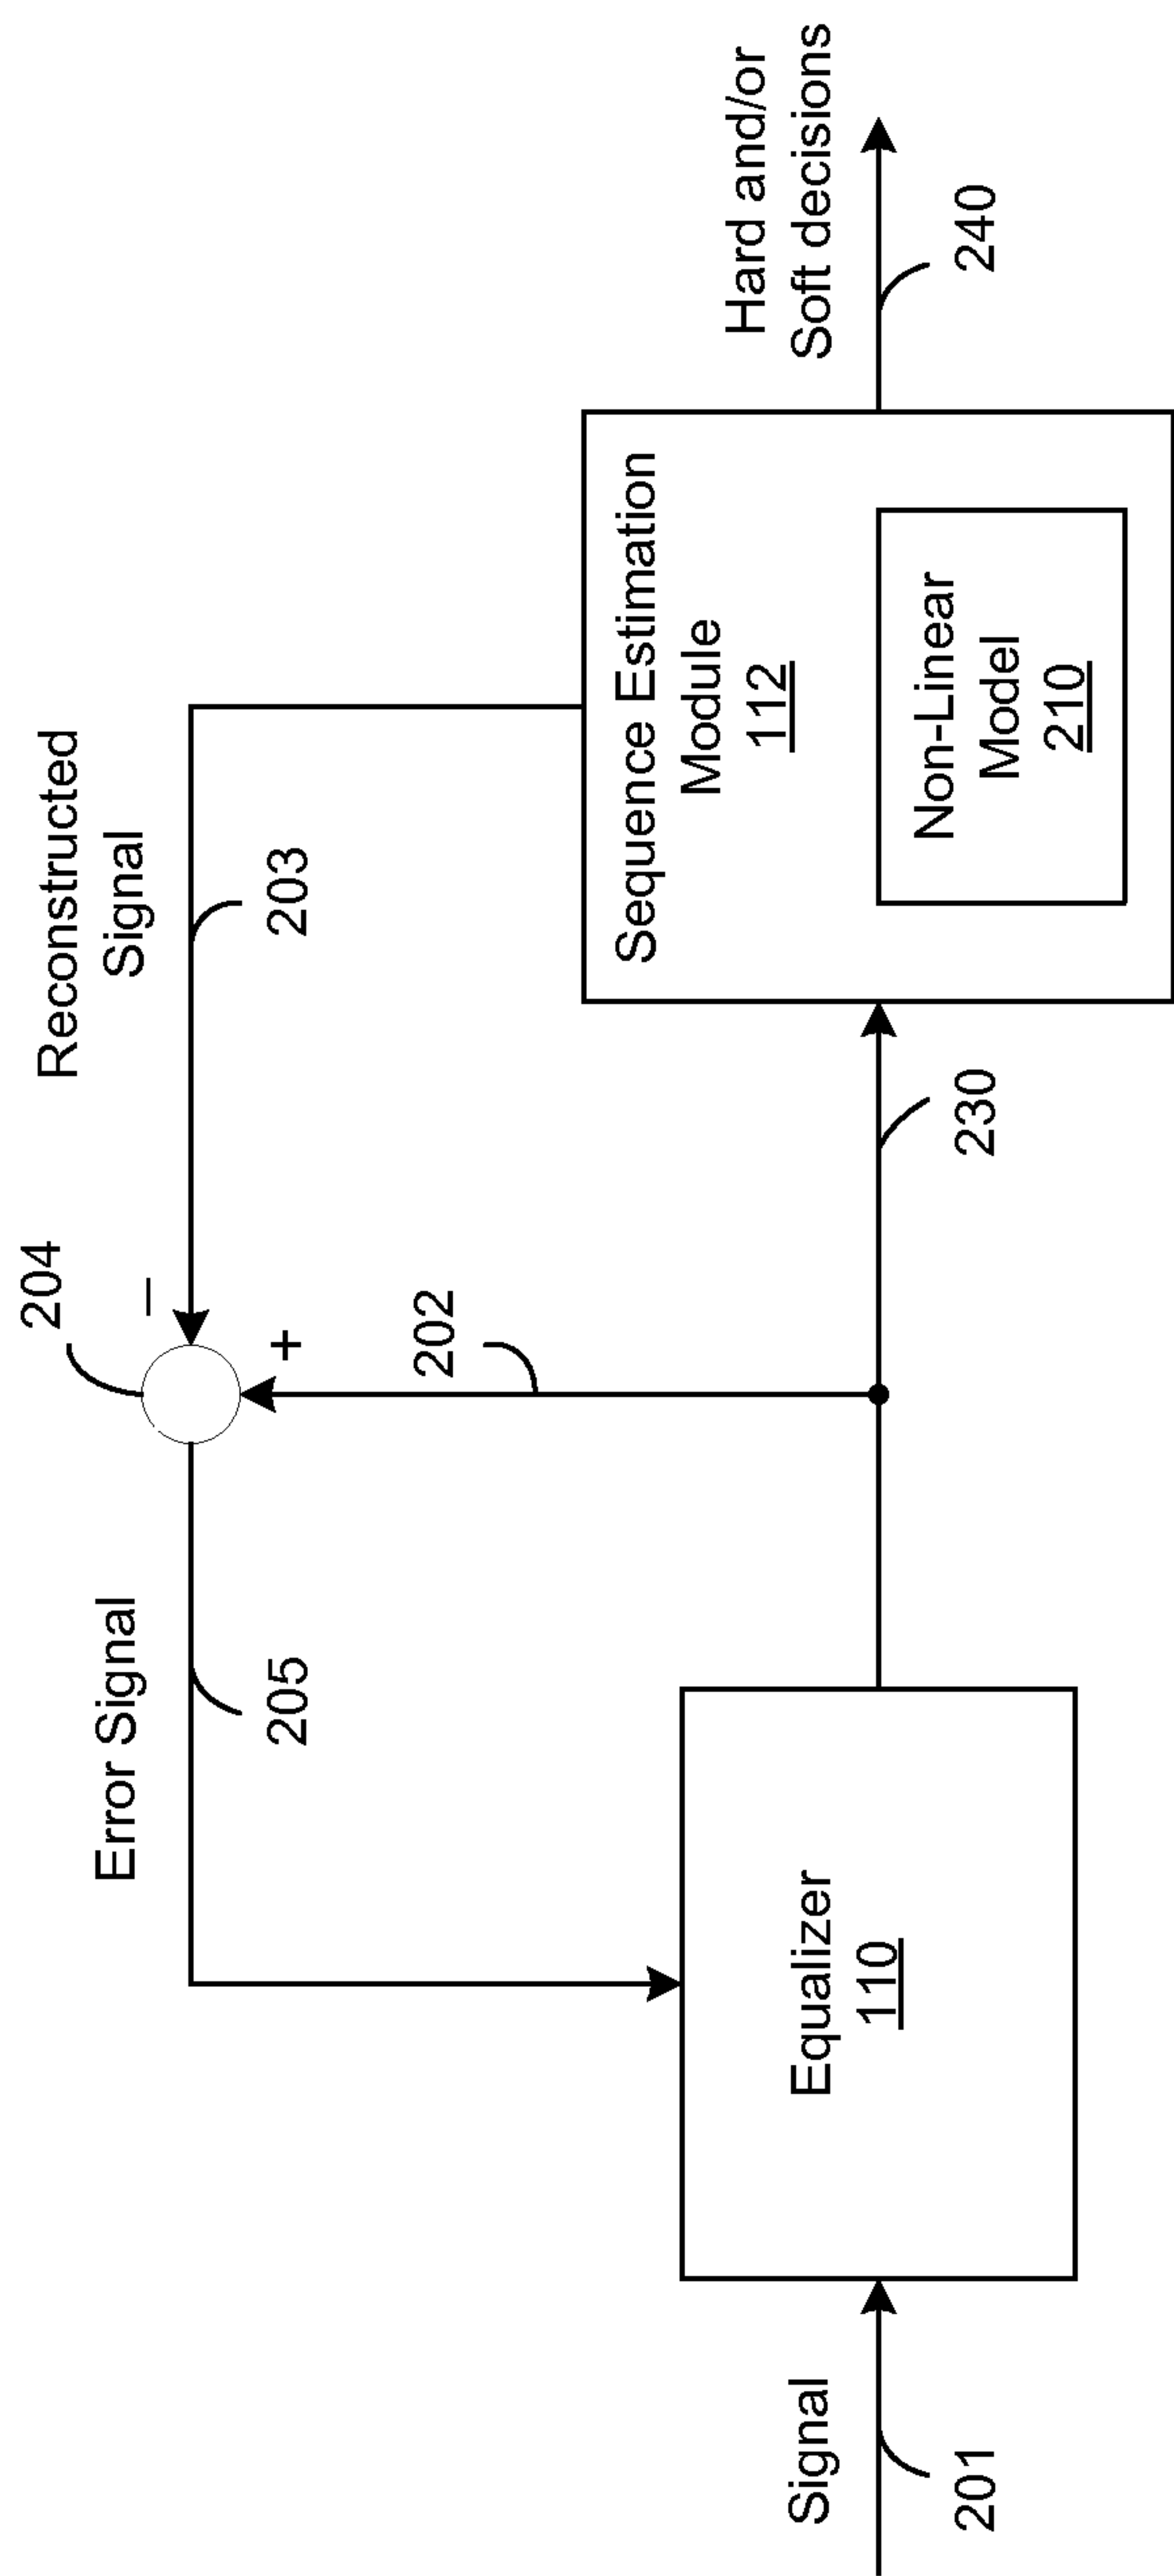 204
Reconstructed
Signal
Error Signal
−
+
203
205
202
Hard and/or
Soft decisions
Sequence Estimation
Module
112
Signal
Equalizer
110
Non-Linear
Model
210
201
230
240